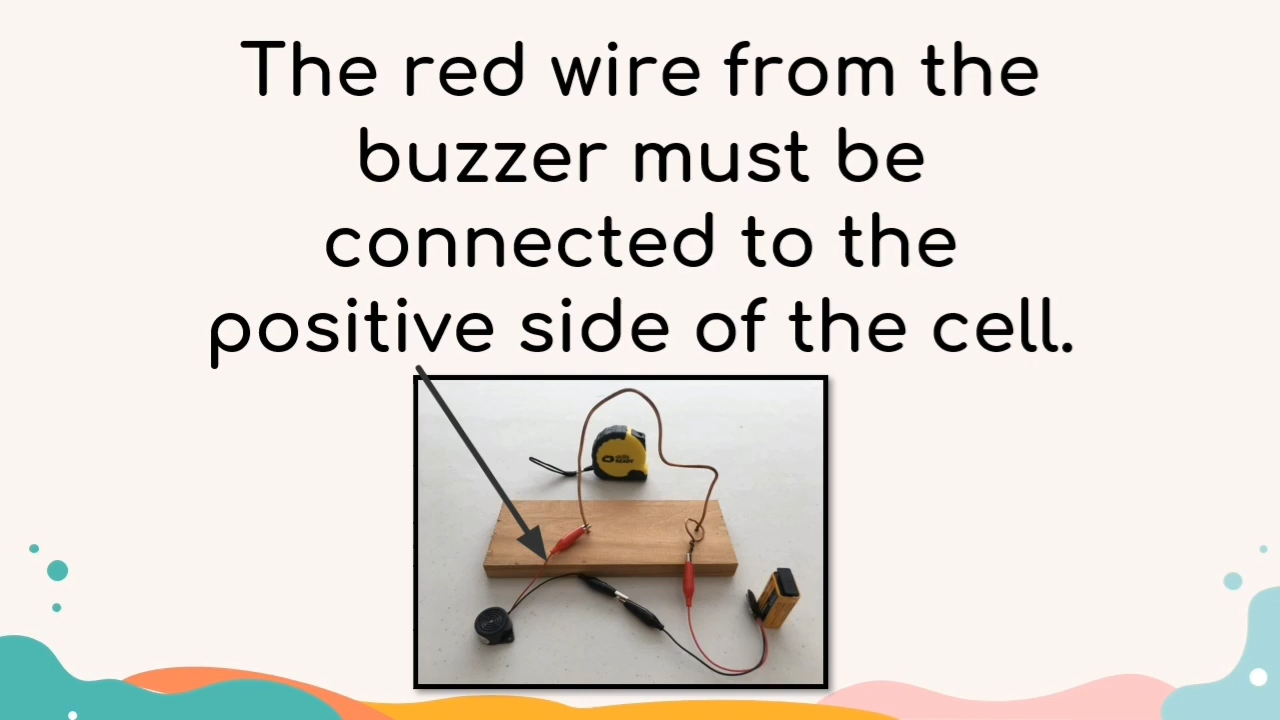 The red wire from the
buzzer must be
connected to the
positive side of the cell.